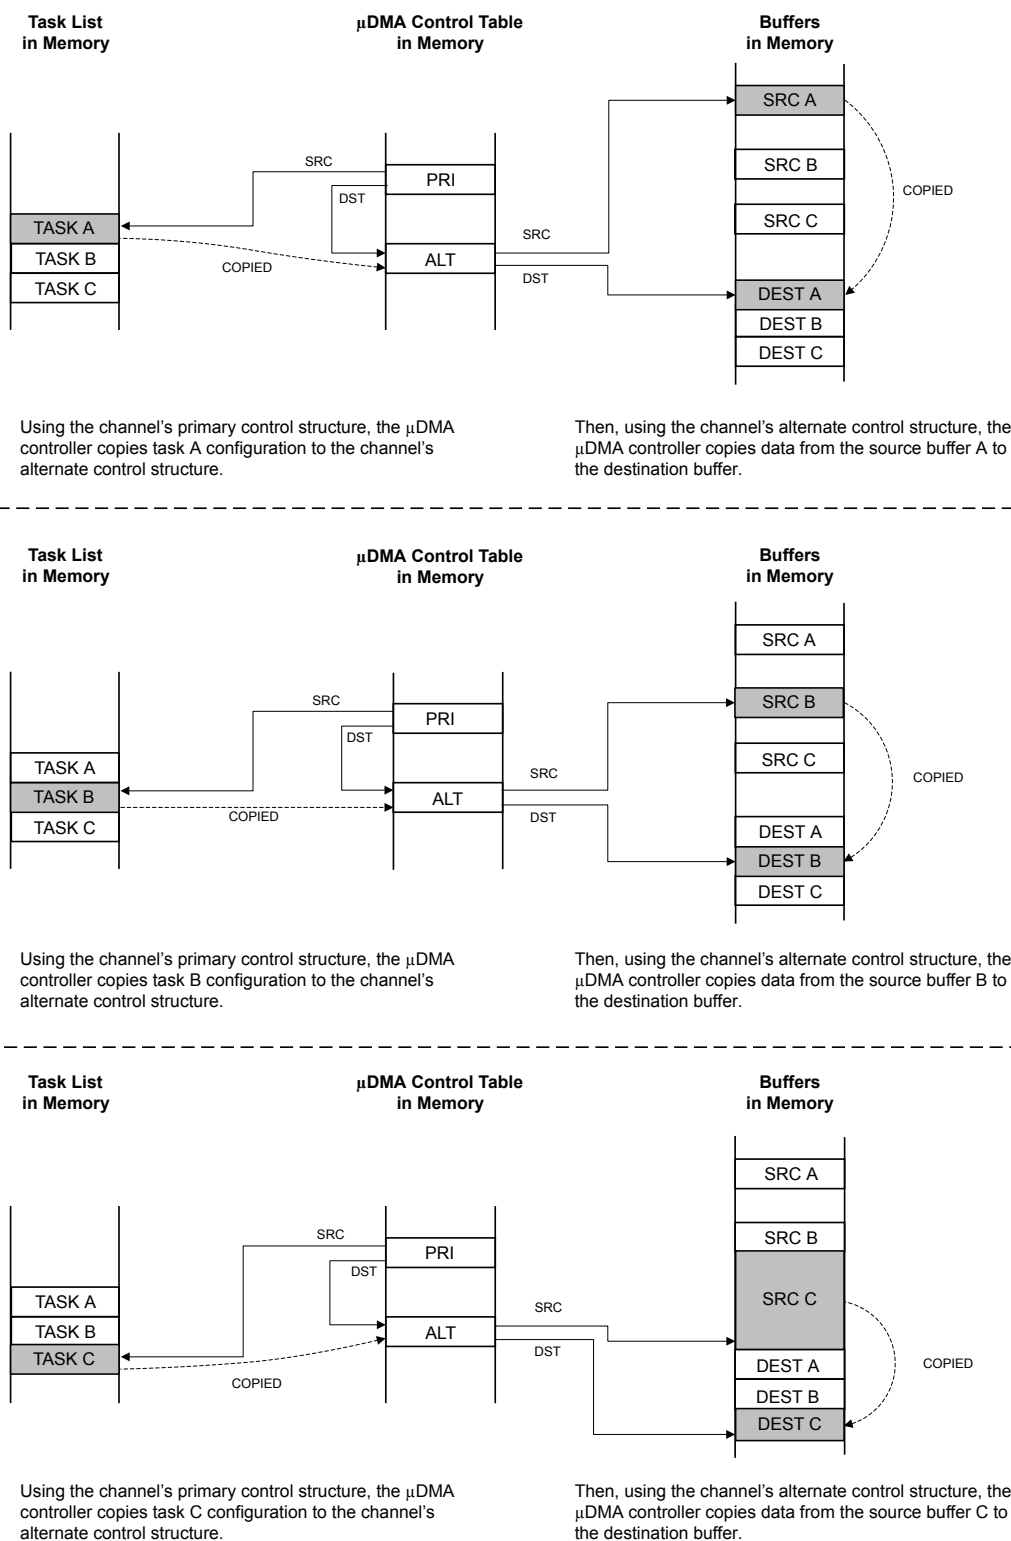 Task List
in Memory
μDMA Control Table
in Memory
Buffers
in Memory
SRC A
SRC B
SRC C
DEST A
DEST B
DEST C
COPIED
SRC
PRI
DST
ALT
SRC
DST
TASK A
TASK B
TASK C
COPIED
Using the channel's primary control structure, the μDMA
controller copies task A configuration to the channel's
alternate control structure.
Then, using the channel's alternate control structure, the
μDMA controller copies data from the source buffer A to
the destination buffer.
Task List
in Memory
μDMA Control Table
in Memory
Buffers
in Memory
SRC A
SRC B
SRC C
DEST A
DEST B
DEST C
COPIED
SRC
PRI
DST
ALT
SRC
DST
TASK A
TASK B
TASK C
COPIED
Using the channel's primary control structure, the μDMA
controller copies task B configuration to the channel's
alternate control structure.
Then, using the channel's alternate control structure, the
μDMA controller copies data from the source buffer B to
the destination buffer.
Task List
in Memory
μDMA Control Table
in Memory
Buffers
in Memory
SRC A
SRC B
SRC C
DEST A
DEST B
DEST C
COPIED
SRC
PRI
DST
ALT
SRC
DST
TASK A
TASK B
TASK C
COPIED
Using the channel's primary control structure, the μDMA
controller copies task C configuration to the channel's
alternate control structure.
Then, using the channel's alternate control structure, the
μDMA controller copies data from the source buffer C to
the destination buffer.